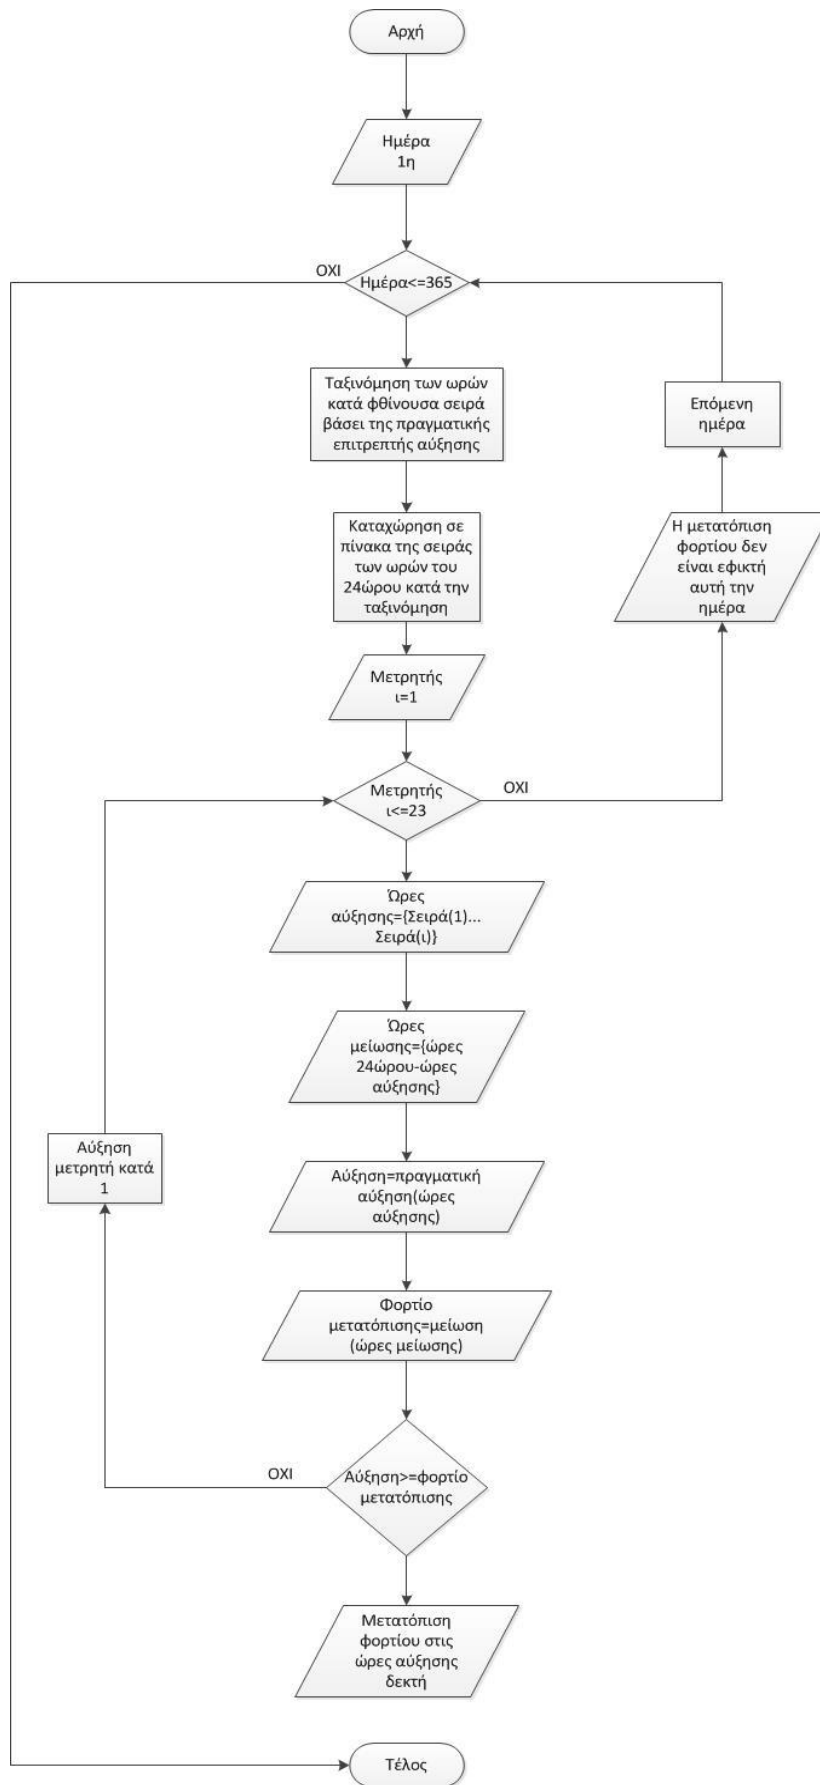 Αρχή
Ημέρα
1η
ΟΧΙ
Ημέρα<=365
Ταξινόμηση των ωρών
κατά φθίνουσα σειρά
βάσει της πραγματικής
επιτρεπτής αύξησης
Επόμενη
ημέρα
Καταχώρηση σε
πίνακα της σειράς
των ωρών του
24ώρου κατά την
ταξινόμηση
Η μετατόπιση
φορτίου δεν
είναι εφικτή
αυτή την
ημέρα
Μετρητής
ι=1
Μετρητής
ι<=23
ΟΧΙ
Ώρες
αύξησης={Σειρά(1)...
Σειρά(ι)}
Ώρες
μείωσης={ώρες
24ώρου-ώρες
αύξησης}
Αύξηση
μετρητή κατά
1
Αύξηση=πραγματική
αύξηση(ώρες
αύξησης)
Φορτίο
μετατόπισης=μείωση
(ώρες μείωσης)
ΟΧΙ
Αύξηση>=φορτίο
μετατόπισης
Μετατόπιση
φορτίου στις
ώρες αύξησης
δεκτή
Τέλος